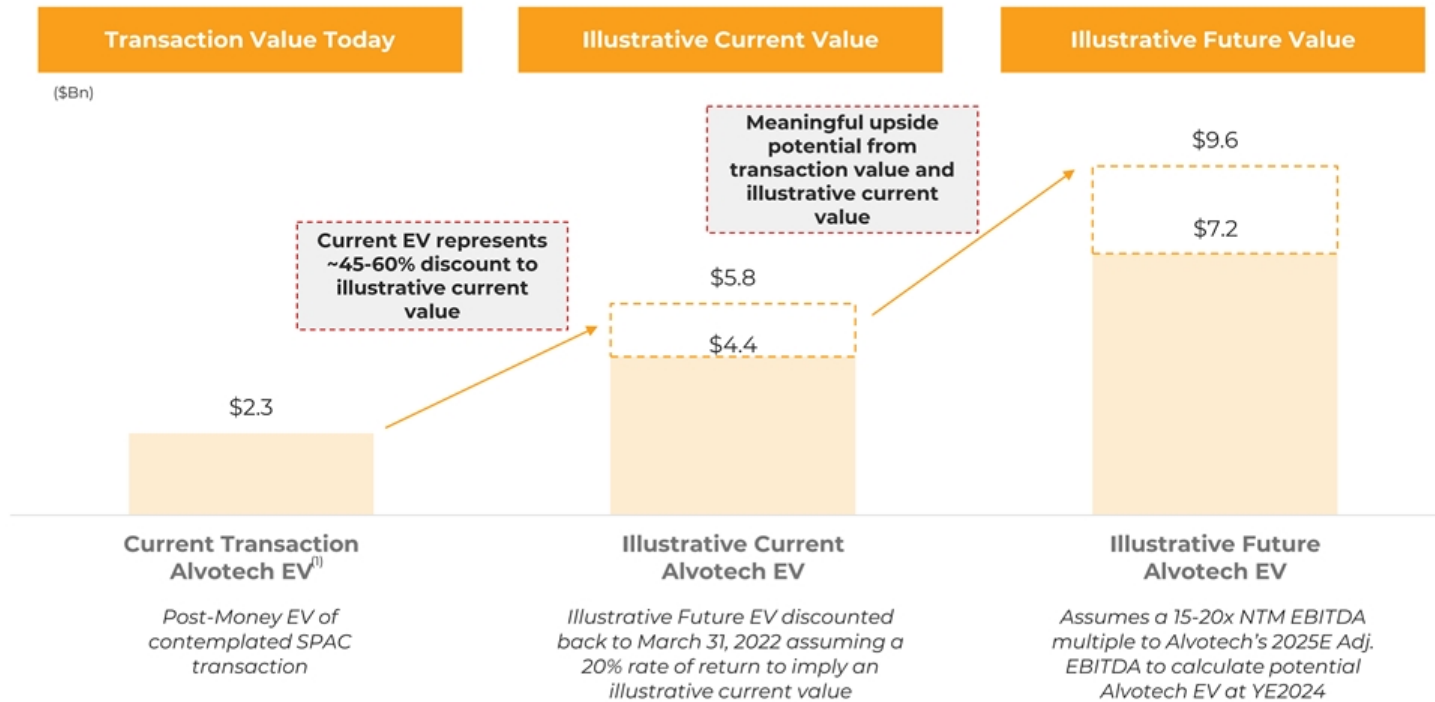 Transaction Value Today
Illustrative Current Value
Illustrative Future Value
($Bn)
Meaningful upside
potential from
transaction value and
illustrative current
value
$9.6
$7.2
Current EV represents
~45-60% discount to
illustrative current
value
$5.8
$4.4
$2.3
Current Transaction
Alvotech EV(1)
Post-Money EV of
contemplated SPAC
transaction
Illustrative Current
Alvotech EV
Illustrative Future EV discounted
back to March 31, 2022 assuming a
20% rate of return to imply an
illustrative current value
Illustrative Future
Alvotech EV
Assumes a 15-20x NTM EBITDA
multiple to Alvotech's 2025E Adj.
EBITDA to calculate potential
Alvotech EV at YE2024